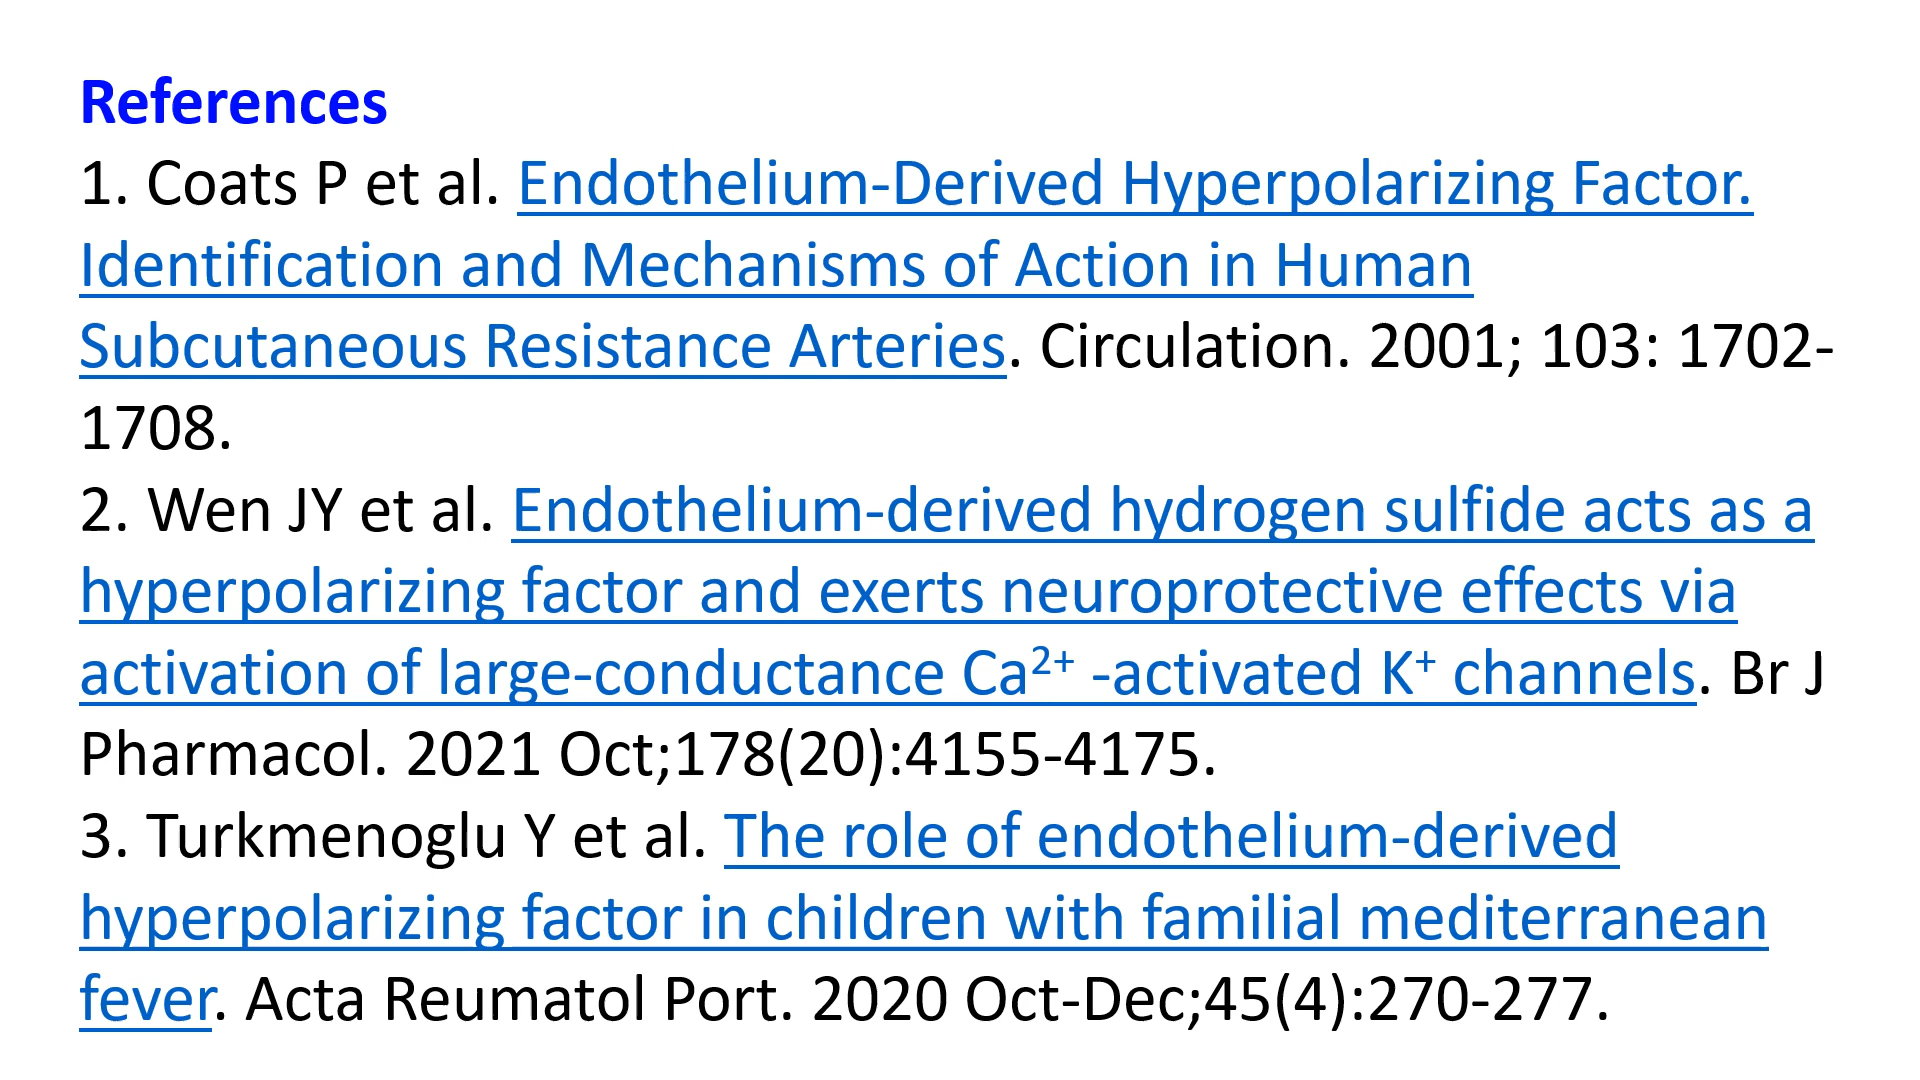 References
1. Coats P et al. Endothelium-Derived Hyperpolarizing Factor.
Identification and Mechanisms of Action in Human
Subcutaneous Resistance Arteries. Circulation. 2001; 103: 1702-
1708.
2. Wen JY et al. Endothelium-derived hydrogen sulfide acts as a
hyperpolarizing factor and exerts neuroprotective effects via
activation of large-conductance Ca²⁺ -activated K⁺ channels. Br J
Pharmacol. 2021 Oct;178(20):4155-4175.
3. Turkmenoglu Y et al. The role of endothelium-derived
hyperpolarizing factor in children with familial mediterranean
fever. Acta Reumatol Port. 2020 Oct-Dec;45(4):270-277.